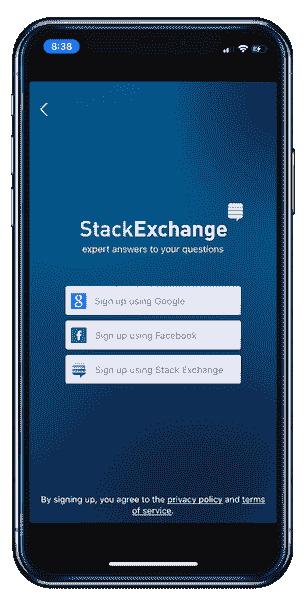 8:38
StackExchange
expert answers to your questions
Sign up using Google
Sign up using Facebook
Sign up using Stack Exchange
By signing up, you agree to the privacy policy and terms
of service.